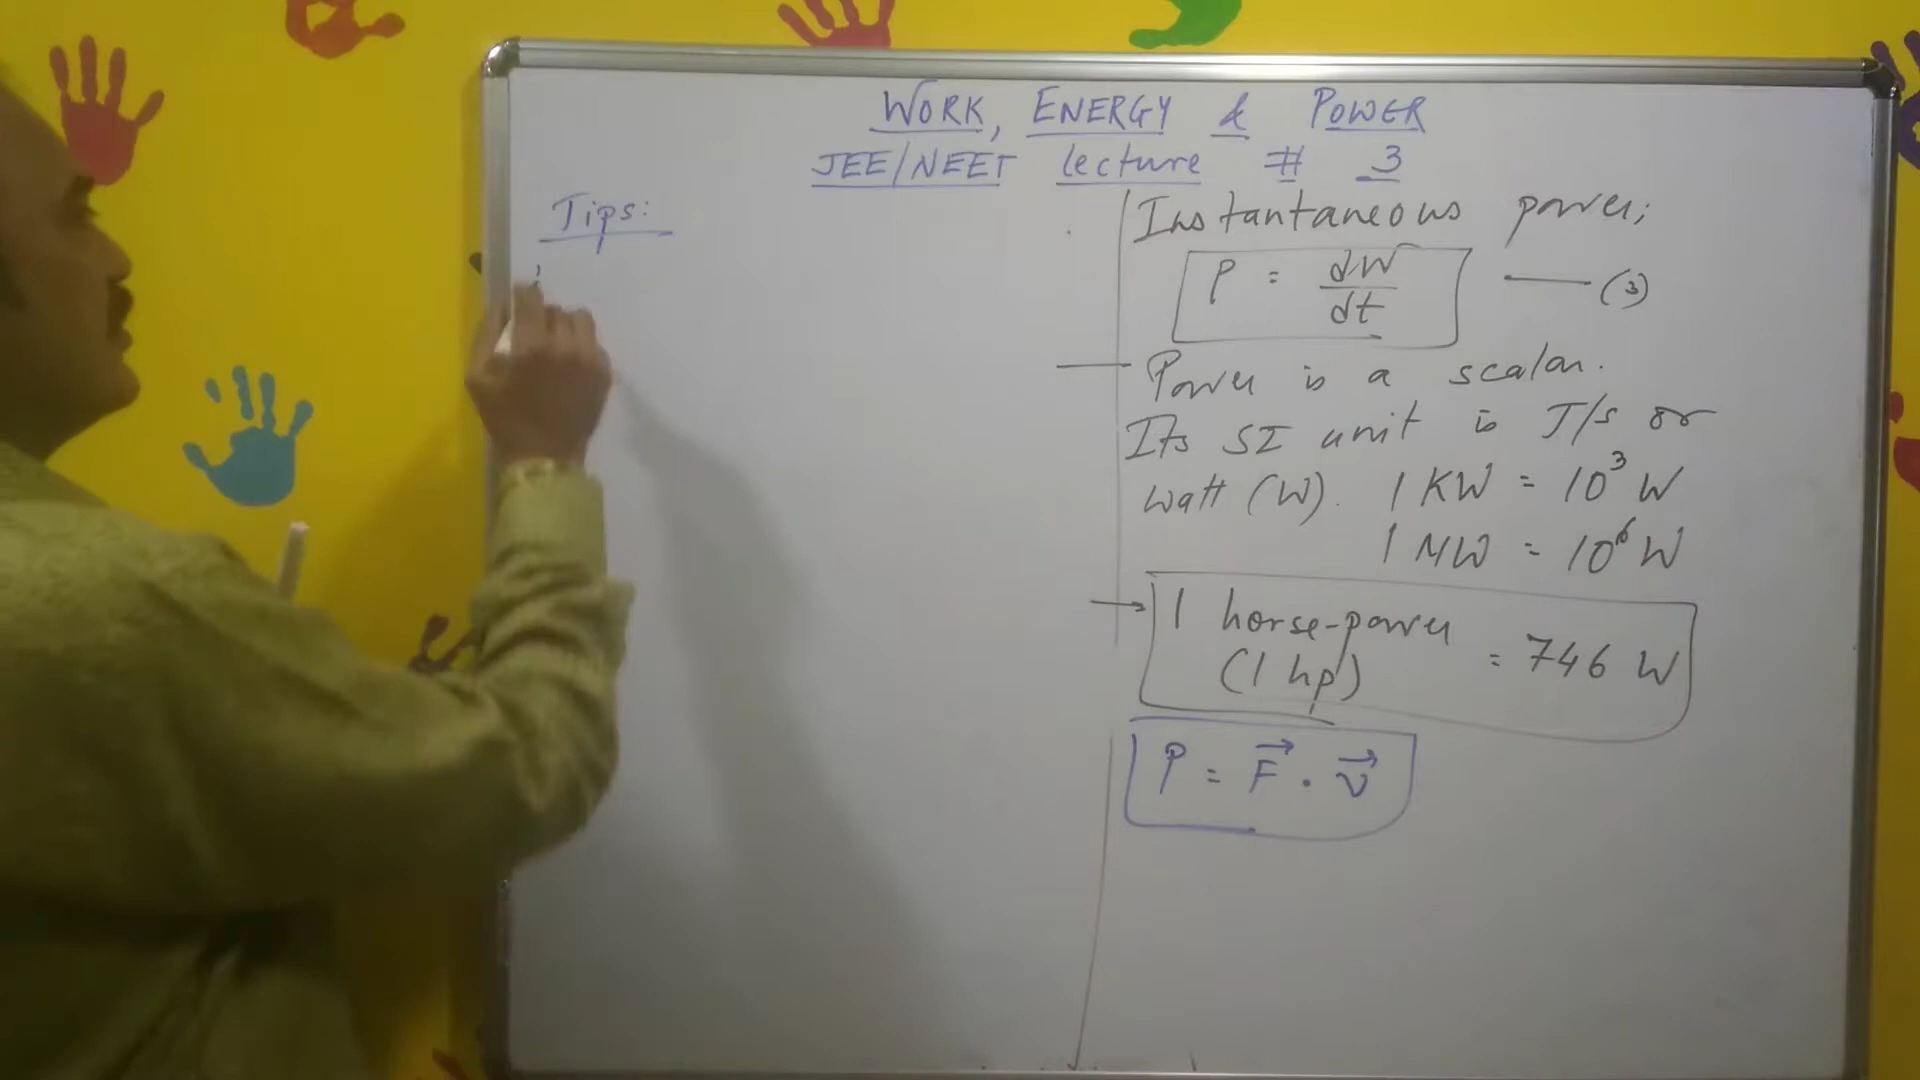 WORK, ENERGY & POWER
JEE/NEET lecture # 3
Tips:
Instantaneous power;
P = dW/dt —— (3)
— Power is a scalar.
Its SI unit is J/s or
watt (W). 1 KW = 10³ W
1 MW = 10⁶ W
→ 1 horse-power
(1 hp) = 746 W
P = F⃗ . v⃗